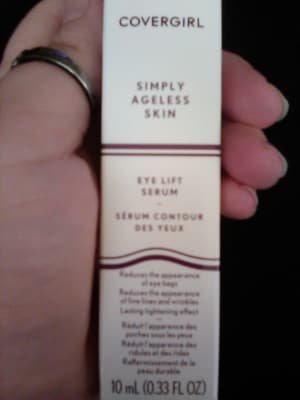 COVERGIRL
SIMPLY
AGELESS
SKIN
EYE LIFT
SERUM
-
SÉRUM CONTOUR
DES YEUX
Reduces the appearance
of eye bags
Reduces the appearance
of fine lines and wrinkles
Lasting tightening effect
—
Réduit l'apparence des
poches sous les yeux
Réduit l'apparence des
ridules et des rides
Raffermissement de la
peau durable
10 mL (0.33 FL OZ)